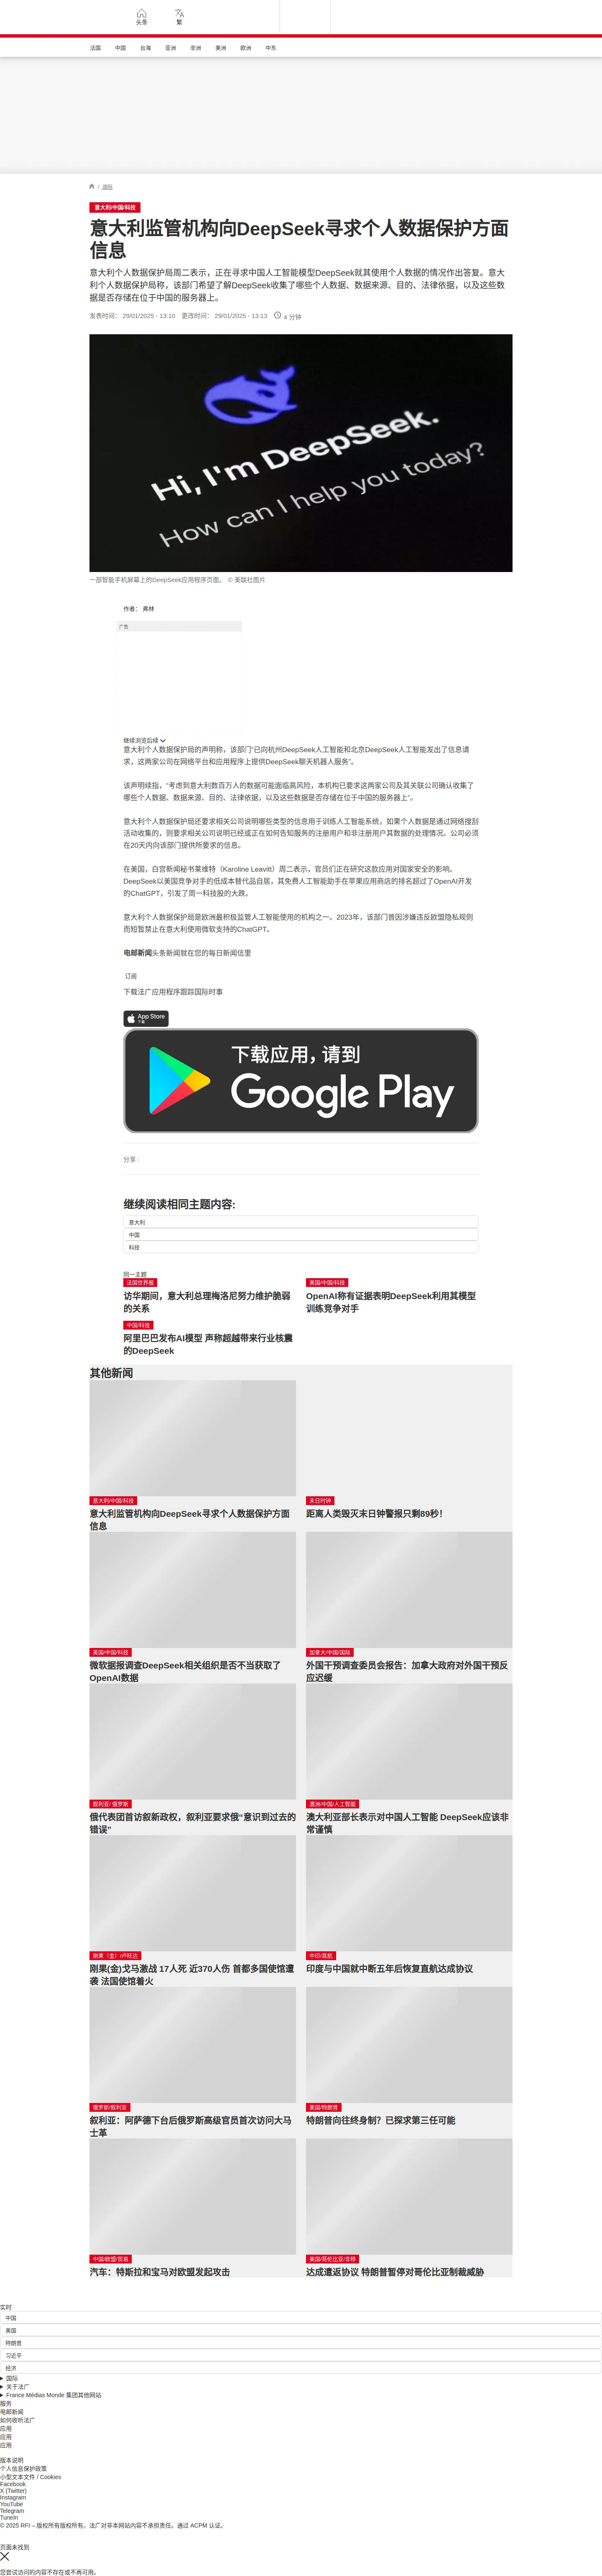 头条
繁
法国 中国 台海 亚洲 非洲 美洲 欧洲 中东
/ 国际
意大利/中国/科技
意大利监管机构向DeepSeek寻求个人数据保护方面
信息
意大利个人数据保护局周二表示，正在寻求中国人工智能模型DeepSeek就其使用个人数据的情况作出答复。意大
利个人数据保护局称，该部门希望了解DeepSeek收集了哪些个人数据、数据来源、目的、法律依据，以及这些数
据是否存储在位于中国的服务器上。
发表时间： 29/01/2025 - 13:10 更改时间： 29/01/2025 - 13:13 4 分钟
Hi, I'm DeepSeek.
How can I help you today?
一部智能手机屏幕上的DeepSeek应用程序页面。 © 美联社图片
作者： 弗林
广告
继续浏览后续
意大利个人数据保护局的声明称，该部门“已向杭州DeepSeek人工智能和北京DeepSeek人工智能发出了信息请
求，这两家公司在网络平台和应用程序上提供DeepSeek聊天机器人服务”。
该声明续指，“考虑到意大利数百万人的数据可能面临高风险，本机构已要求这两家公司及其关联公司确认收集了
哪些个人数据、数据来源、目的、法律依据，以及这些数据是否存储在位于中国的服务器上”。
意大利个人数据保护局还要求相关公司说明哪些类型的信息用于训练人工智能系统，如果个人数据是通过网络搜刮
活动收集的，则要求相关公司说明已经或正在如何告知服务的注册用户和非注册用户其数据的处理情况。公司必须
在20天内向该部门提供所要求的信息。
在美国，白宫新闻秘书莱维特（Karoline Leavitt）周二表示，官员们正在研究这款应用对国家安全的影响。
DeepSeek以美国竞争对手的低成本替代品自居，其免费人工智能助手在苹果应用商店的排名超过了OpenAI开发
的ChatGPT，引发了周一科技股的大跌。
意大利个人数据保护局是欧洲最积极监管人工智能使用的机构之一。2023年，该部门曾因涉嫌违反欧盟隐私规则
而短暂禁止在意大利使用微软支持的ChatGPT。
电邮新闻头条新闻就在您的每日新闻信里
订阅
下载法广应用程序跟踪国际时事
App Store
下载
下载应用，请到
Google Play
分享 :
继续阅读相同主题内容:
意大利
中国
科技
同一主题
法国世界报
访华期间，意大利总理梅洛尼努力维护脆弱
的关系
美国/中国/科技
OpenAI称有证据表明DeepSeek利用其模型
训练竞争对手
中国/科技
阿里巴巴发布AI模型 声称超越带来行业核震
的DeepSeek
其他新闻
意大利/中国/科技
意大利监管机构向DeepSeek寻求个人数据保护方面
信息
末日时钟
距离人类毁灭末日钟警报只剩89秒！
美国/中国/科技
微软据报调查DeepSeek相关组织是否不当获取了
OpenAI数据
加拿大/中国/国际
外国干预调查委员会报告：加拿大政府对外国干预反
应迟缓
叙利亚/ 俄罗斯
俄代表团首访叙新政权，叙利亚要求俄“意识到过去的
错误”
澳洲/中国/人工智能
澳大利亚部长表示对中国人工智能 DeepSeek应该非
常谨慎
刚果（金）/卢旺达
刚果(金)戈马激战 17人死 近370人伤 首都多国使馆遭
袭 法国使馆着火
中印/直航
印度与中国就中断五年后恢复直航达成协议
俄罗斯/叙利亚
叙利亚：阿萨德下台后俄罗斯高级官员首次访问大马
士革
美国/特朗普
特朗普向往终身制？已探求第三任可能
中国/欧盟/贸易
汽车：特斯拉和宝马对欧盟发起攻击
美国/哥伦比亚/非移
达成遣返协议 特朗普暂停对哥伦比亚制裁威胁
实时
中国
美国
特朗普
习近平
经济
国际
关于法广
France Médias Monde 集团其他网站
服务
电邮新闻
如何收听法广
应用
应用
应用
版本说明
个人信息保护政策
小型文本文件 / Cookies
Facebook
X (Twitter)
Instagram
YouTube
Telegram
TuneIn
© 2025 RFI – 版权所有版权所有。法广对非本网站内容不承担责任。通过 ACPM 认证。
页面未找到
您尝试访问的内容不存在或不再可用。